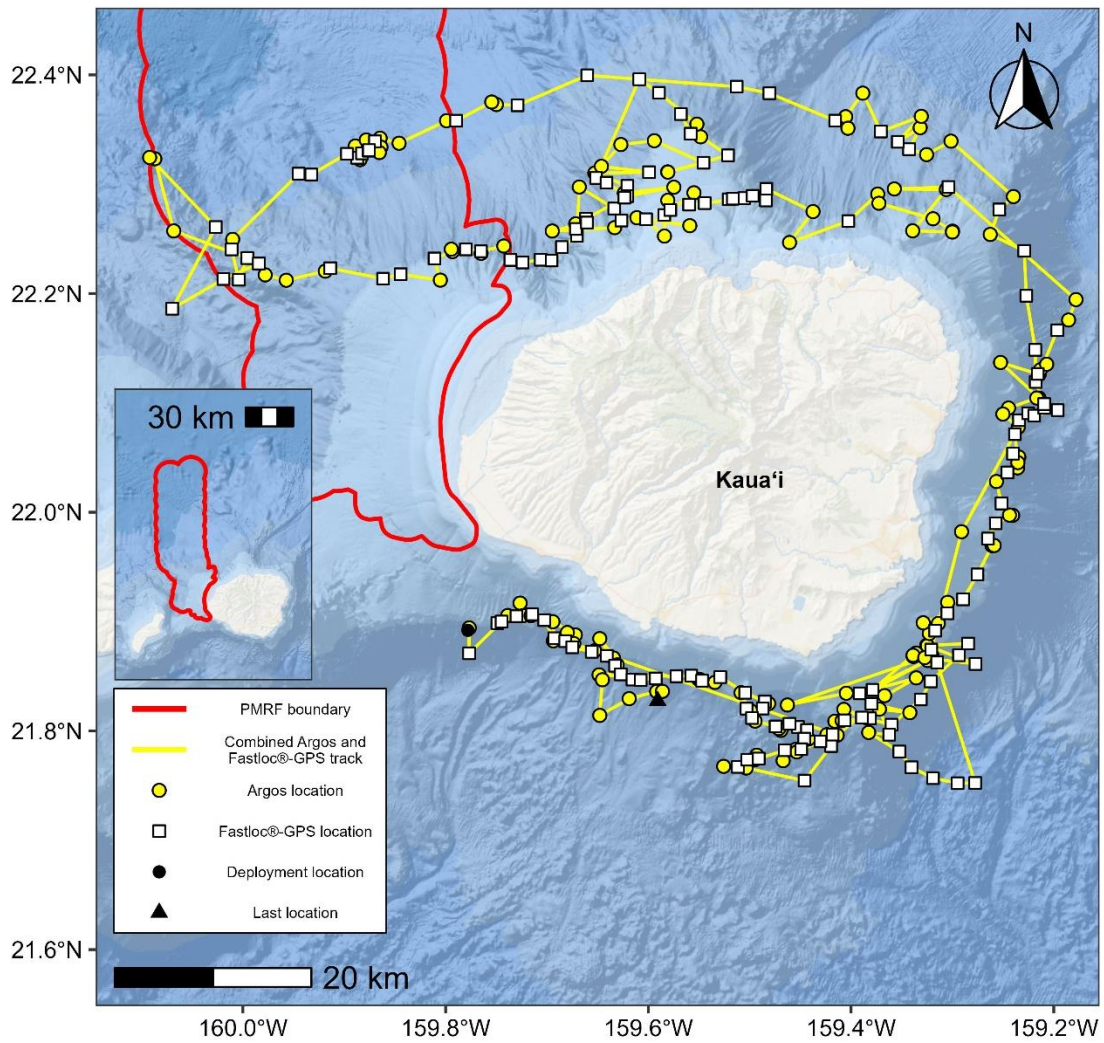 22.4°N
22.2°N
22.0°N
21.8°N
21.6°N
N
Kauaʻi
30 km
PMRF boundary
Combined Argos and
Fastloc®-GPS track
Argos location
Fastloc®-GPS location
Deployment location
Last location
20 km
160.0°W
159.8°W
159.6°W
159.4°W
159.2°W